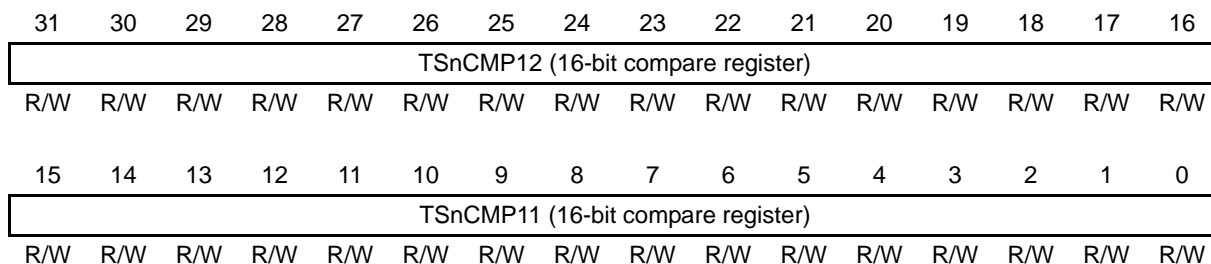 31 30 29 28 27 26 25 24 23 22 21 20 19 18 17 16
TSnCMP12 (16-bit compare register)
R/W R/W R/W R/W R/W R/W R/W R/W R/W R/W R/W R/W R/W R/W R/W R/W
15 14 13 12 11 10 9 8 7 6 5 4 3 2 1 0
TSnCMP11 (16-bit compare register)
R/W R/W R/W R/W R/W R/W R/W R/W R/W R/W R/W R/W R/W R/W R/W R/W